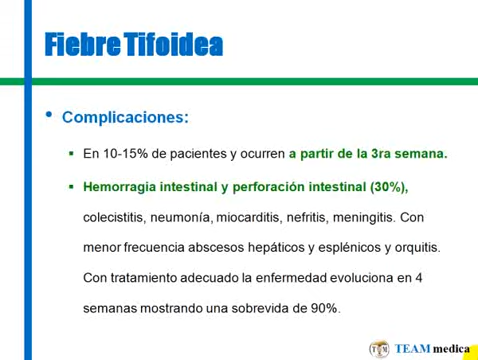 Fiebre Tifoidea
• Complicaciones:
▪ En 10-15% de pacientes y ocurren a partir de la 3ra semana.
▪ Hemorragia intestinal y perforación intestinal (30%),
colecistitis, neumonía, miocarditis, nefritis, meningitis. Con
menor frecuencia abscesos hepáticos y esplénicos y orquitis.
Con tratamiento adecuado la enfermedad evoluciona en 4
semanas mostrando una sobrevida de 90%.
TM TEAM medica